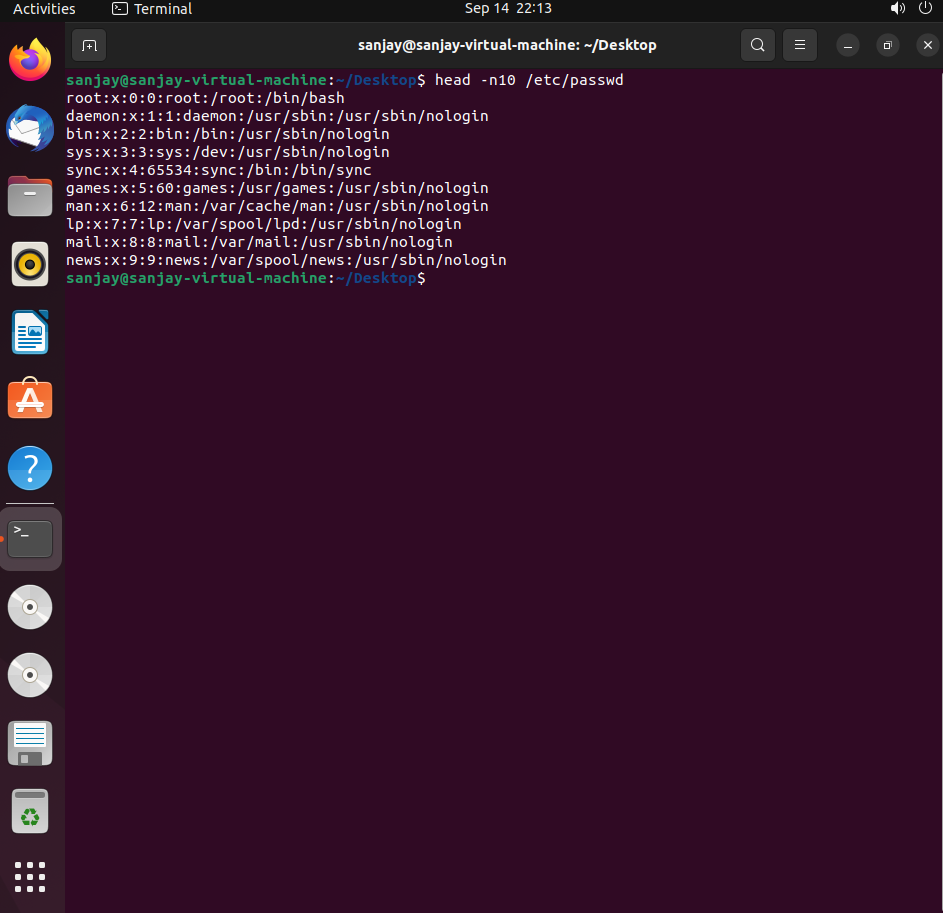 Activities Terminal Sep 14 22:13
sanjay@sanjay-virtual-machine: ~/Desktop
sanjay@sanjay-virtual-machine:~/Desktop$ head -n10 /etc/passwd
root:x:0:0:root:/root:/bin/bash
daemon:x:1:1:daemon:/usr/sbin:/usr/sbin/nologin
bin:x:2:2:bin:/bin:/usr/sbin/nologin
sys:x:3:3:sys:/dev:/usr/sbin/nologin
sync:x:4:65534:sync:/bin:/bin/sync
games:x:5:60:games:/usr/games:/usr/sbin/nologin
man:x:6:12:man:/var/cache/man:/usr/sbin/nologin
lp:x:7:7:lp:/var/spool/lpd:/usr/sbin/nologin
mail:x:8:8:mail:/var/mail:/usr/sbin/nologin
news:x:9:9:news:/var/spool/news:/usr/sbin/nologin
sanjay@sanjay-virtual-machine:~/Desktop$